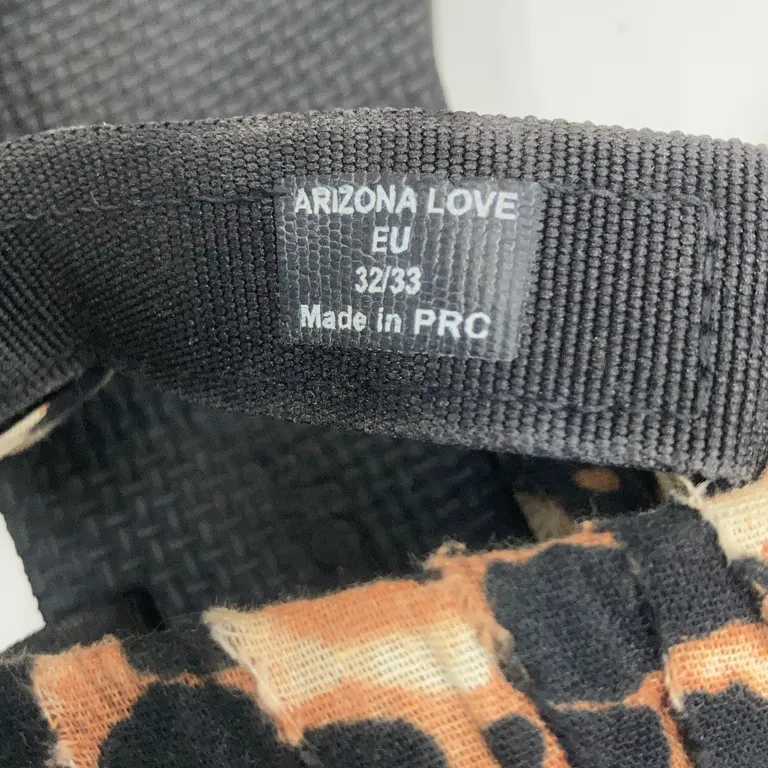 ARIZONA LOVE
EU
32/33
Made in PRC